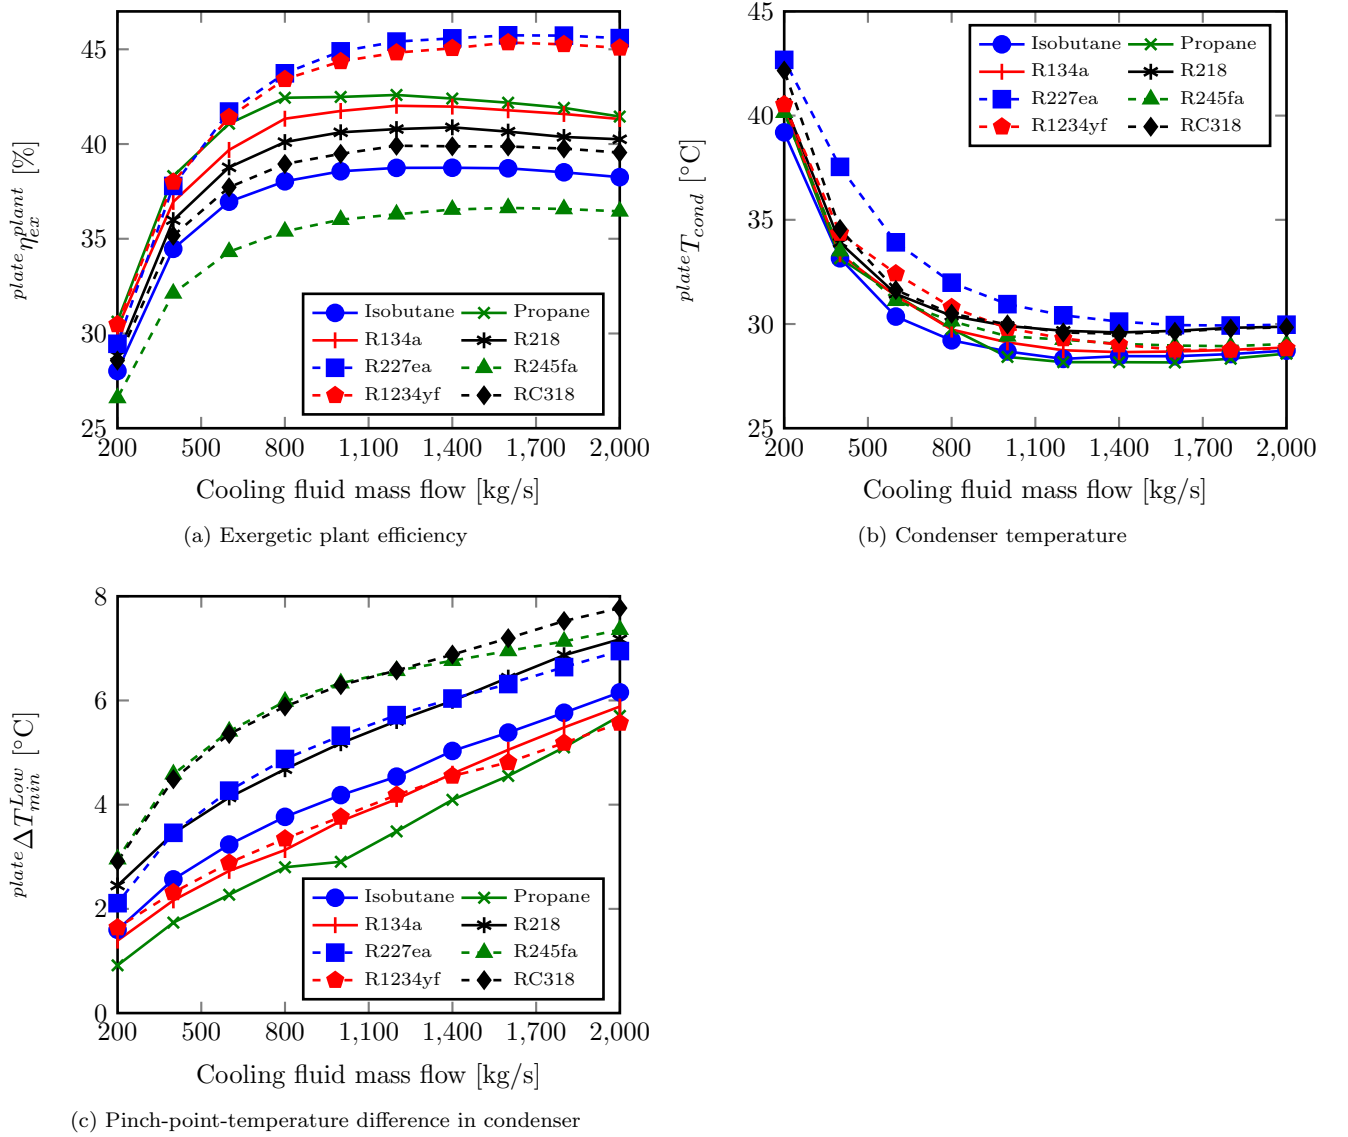 45
40
35
30
25
200 500 800 1,100 1,400 1,700 2,000
plate η plant ex [%]
Isobutane Propane
R134a R218
R227ea R245fa
R1234yf RC318
Cooling fluid mass flow [kg/s]
(a) Exergetic plant efficiency
45
40
35
30
25
200 500 800 1,100 1,400 1,700 2,000
plate T cond [°C]
Isobutane Propane
R134a R218
R227ea R245fa
R1234yf RC318
Cooling fluid mass flow [kg/s]
(b) Condenser temperature
8
6
4
2
0
200 500 800 1,100 1,400 1,700 2,000
plate ΔT Low min [°C]
Isobutane Propane
R134a R218
R227ea R245fa
R1234yf RC318
Cooling fluid mass flow [kg/s]
(c) Pinch-point-temperature difference in condenser